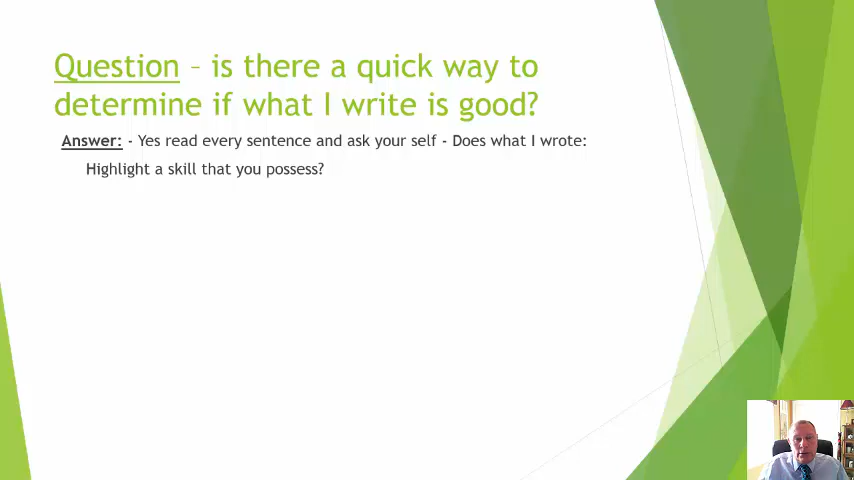 Question – is there a quick way to
determine if what I write is good?
Answer: - Yes read every sentence and ask your self - Does what I wrote:
Highlight a skill that you possess?